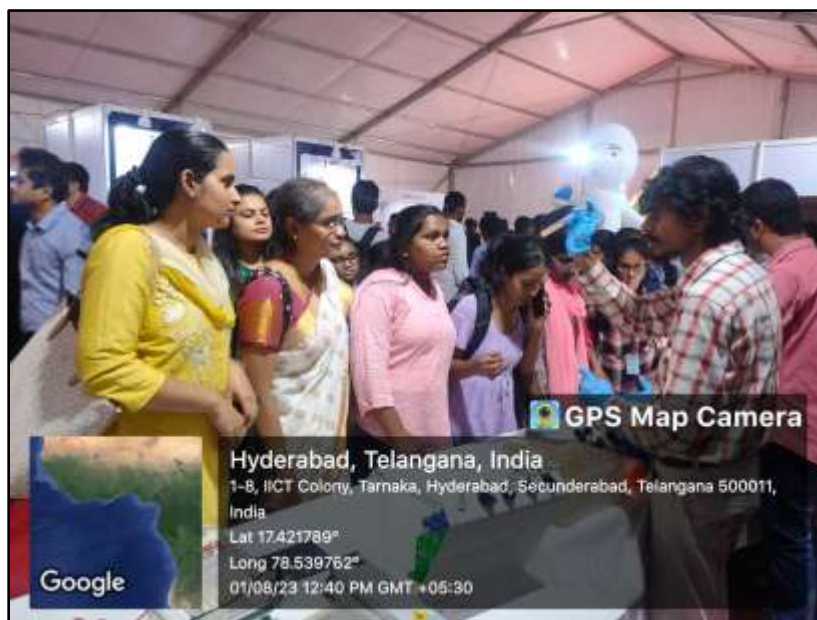 GPS Map Camera
Hyderabad, Telangana, India
1-8, IICT Colony, Tarnaka, Hyderabad, Secunderabad, Telangana 500011,
India
Lat 17.421789°
Long 78.539762°
01/08/23 12:40 PM GMT +05:30
Google